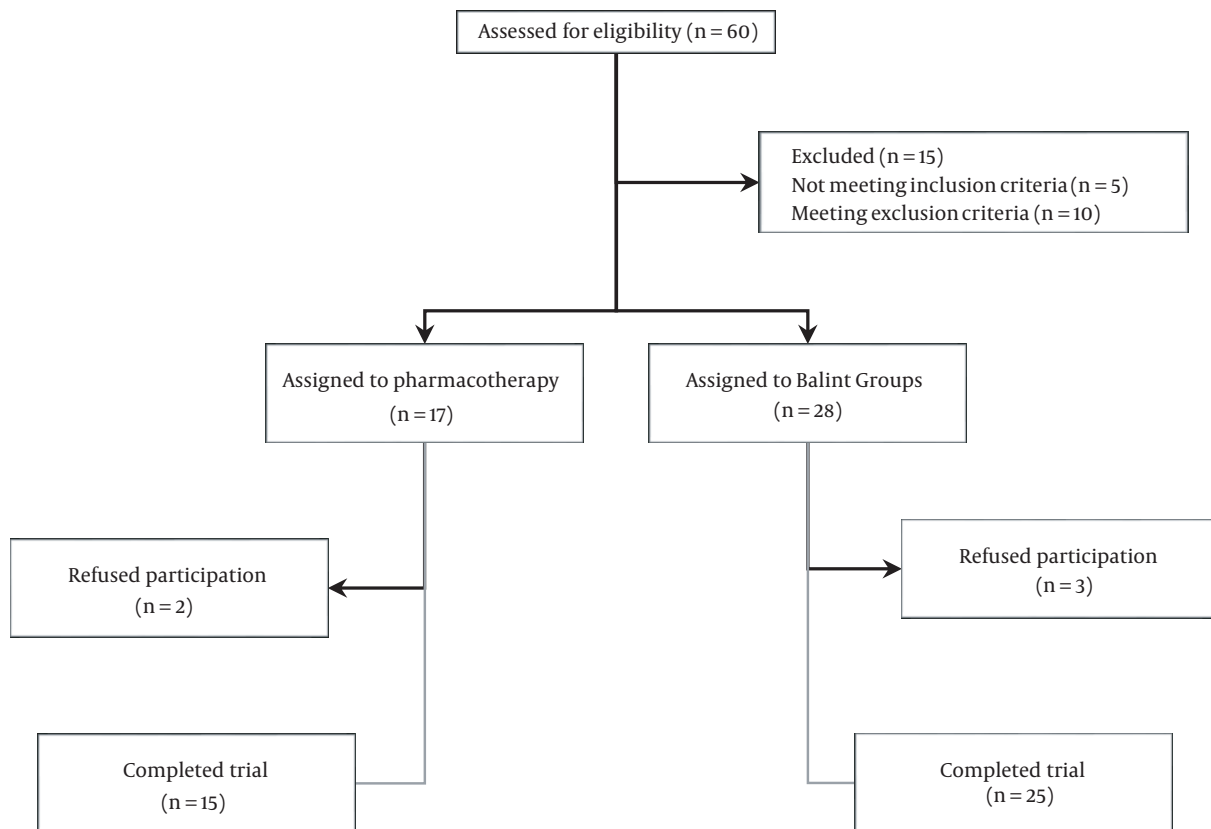 Assessed for eligibility (n = 60)
Excluded (n = 15)
Not meeting inclusion criteria (n = 5)
Meeting exclusion criteria (n = 10)
Assigned to pharmacotherapy
(n = 17)
Assigned to Balint Groups
(n = 28)
Refused participation
(n = 2)
Refused participation
(n = 3)
Completed trial
(n = 15)
Completed trial
(n = 25)